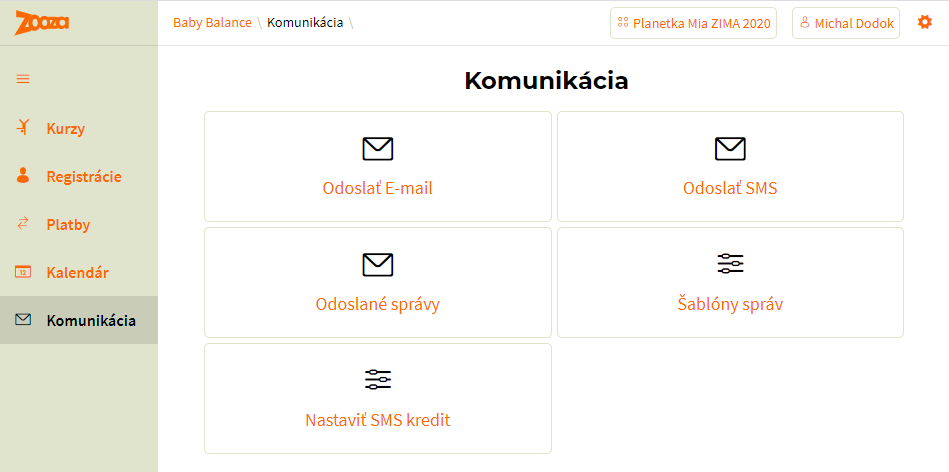 Zooza
Baby Balance \ Komunikácia \
Planetka Mia ZIMA 2020
Michal Dodok
Kurzy
Registrácie
Platby
12
Kalendár
Komunikácia
Komunikácia
Odoslať E-mail
Odoslať SMS
Odoslané správy
Šablóny správ
Nastaviť SMS kredit